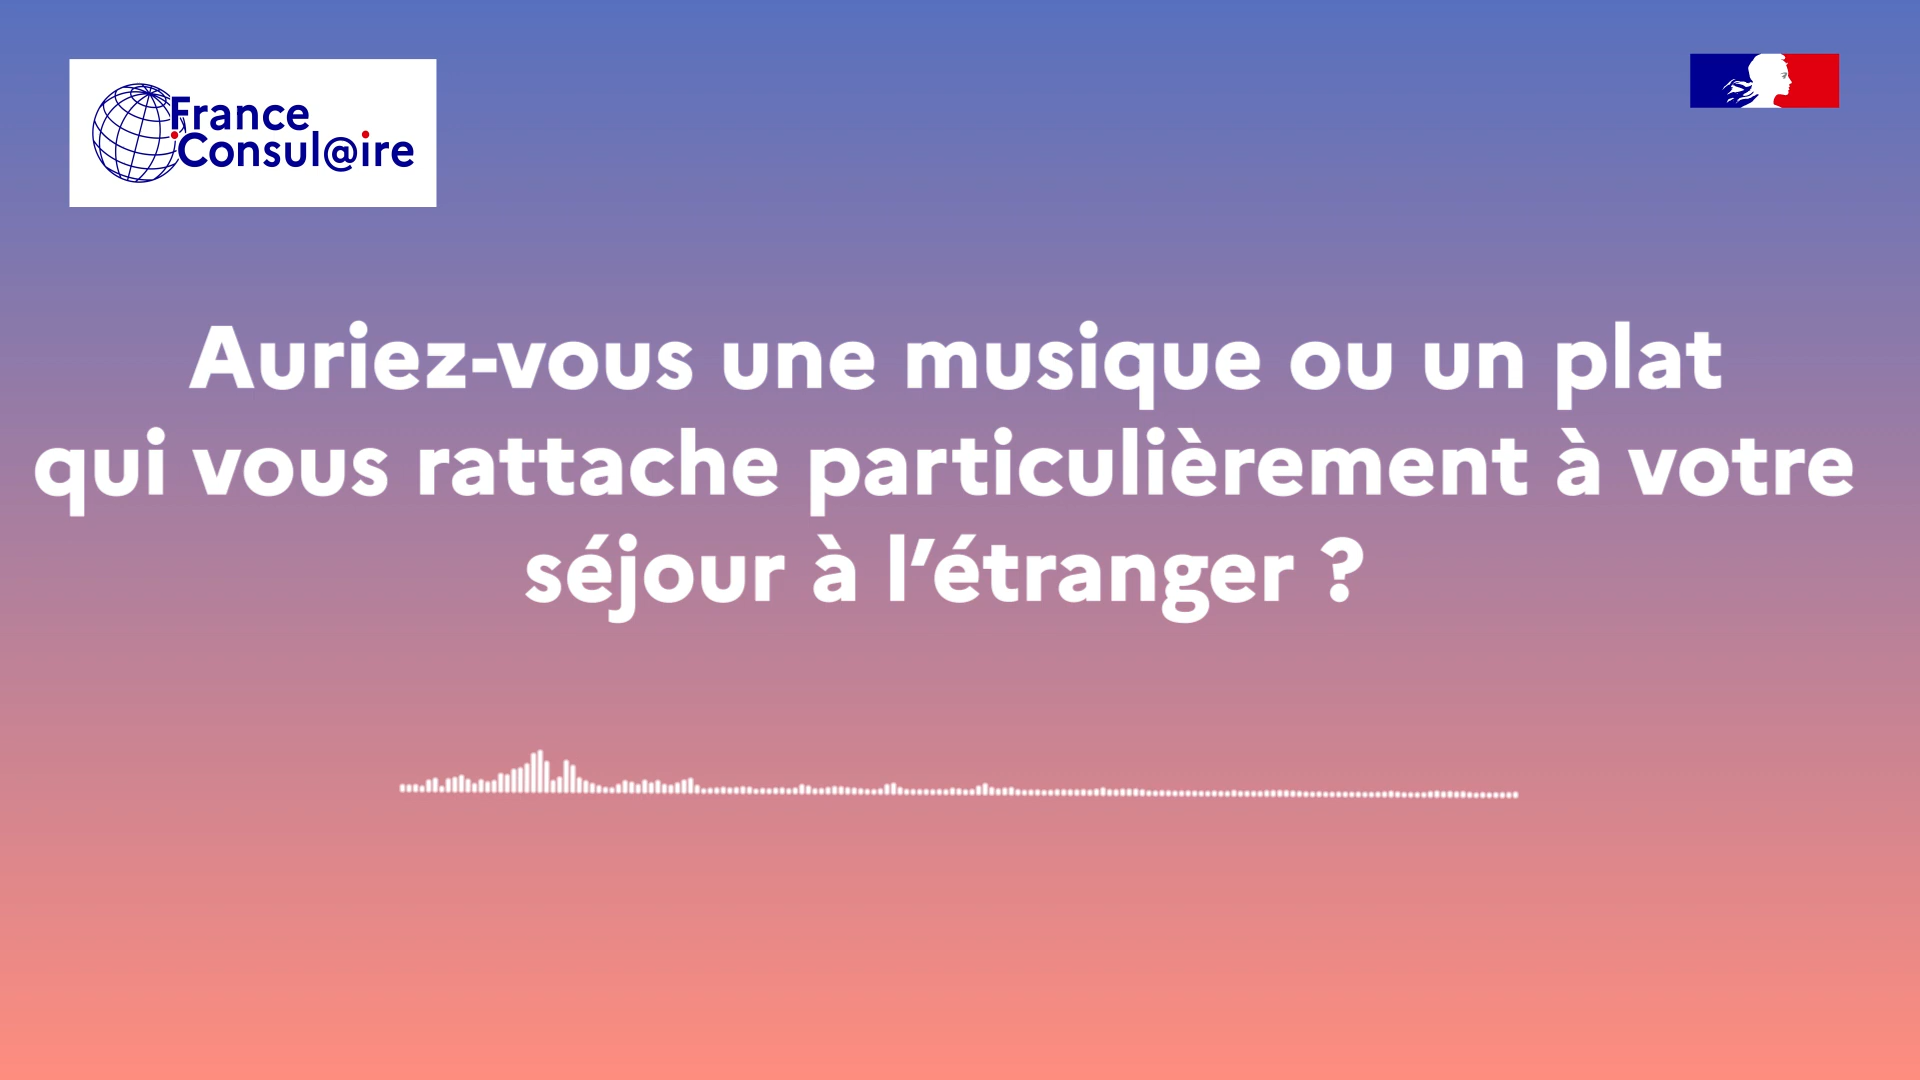 France
Consul@ire
Auriez-vous une musique ou un plat
qui vous rattache particulièrement à votre
séjour à l’étranger ?